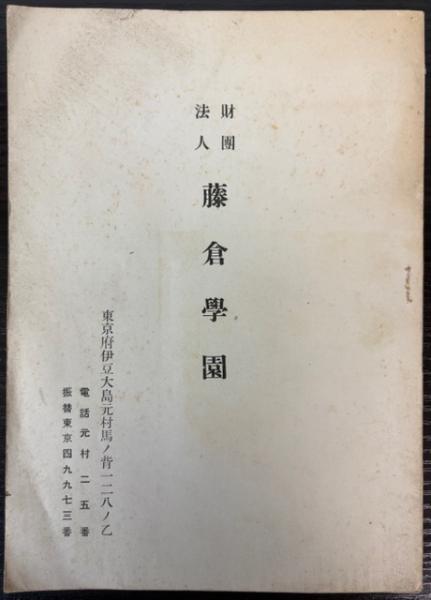 財團
法人
藤倉學園
東京府伊豆大島元村馬ノ背一二八ノ乙
電話元村二五番
振替東京四九九七三番